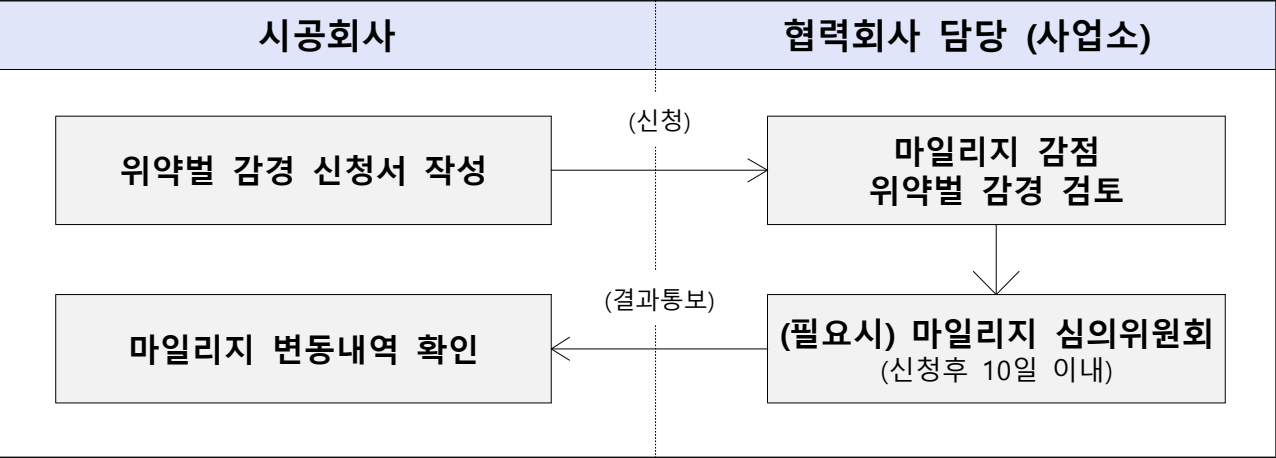 시공회사
협력회사 담당 (사업소)
(신청)
위약벌 감경 신청서 작성
마일리지 감점
위약벌 감경 검토
(결과통보)
마일리지 변동내역 확인
(필요시) 마일리지 심의위원회
(신청후 10일 이내)